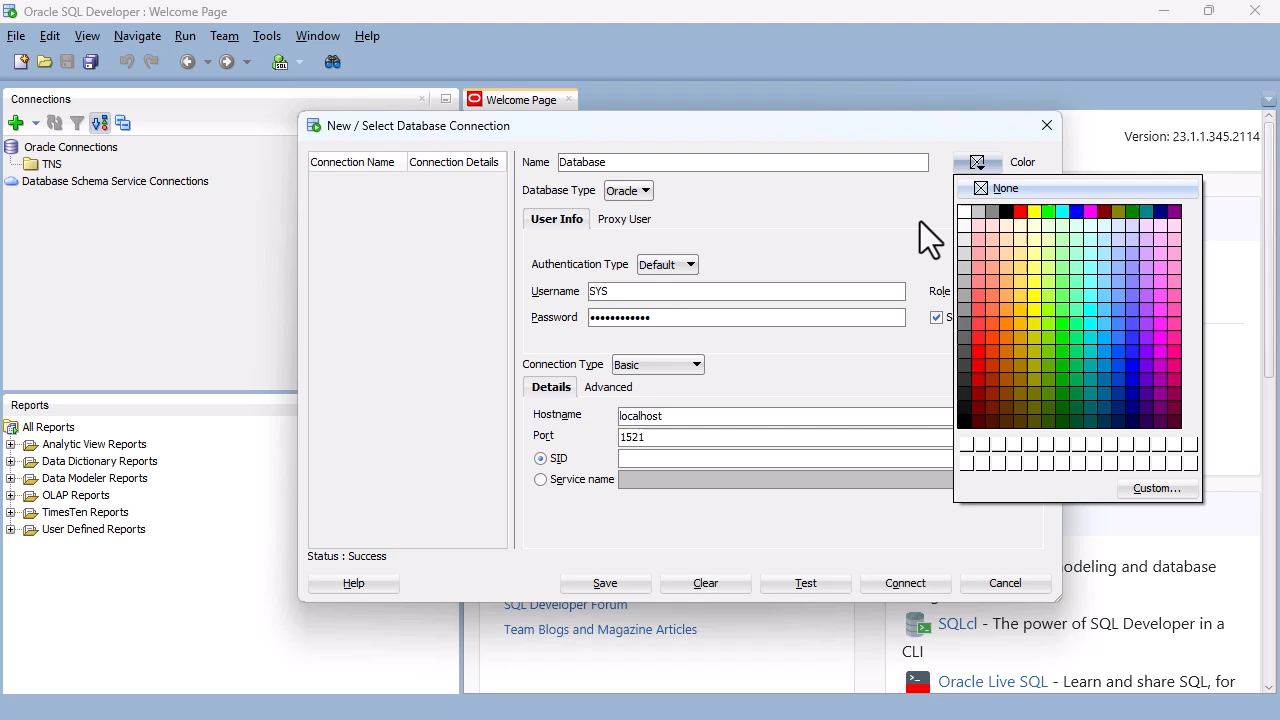 Oracle SQL Developer : Welcome Page
File Edit View Navigate Run Team Tools Window Help
Connections
Welcome Page
Oracle Connections
TNS
Database Schema Service Connections
Version: 23.1.1.345.2114
New / Select Database Connection
Connection Name Connection Details
Name Database
Color
Database Type Oracle
None
User Info Proxy User
Authentication Type Default
Username SYS
Role
Password ••••••••••••
S
Connection Type Basic
Details Advanced
Hostname localhost
Port 1521
SID
Service name
Custom...
Status : Success
Help Save Clear Test Connect Cancel
Reports
All Reports
Analytic View Reports
Data Dictionary Reports
Data Modeler Reports
OLAP Reports
TimesTen Reports
User Defined Reports
SQL Developer Forum
Team Blogs and Magazine Articles
odeling and database
SQLcl - The power of SQL Developer in a
CLI
Oracle Live SQL - Learn and share SQL, for